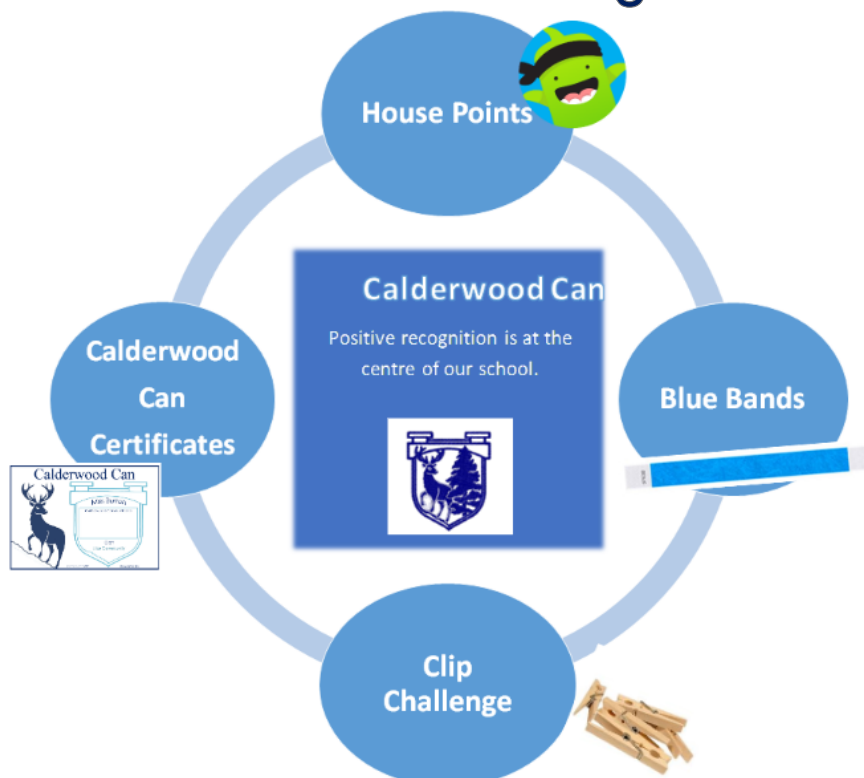 House Points
Calderwood Can
Positive recognition is at the
centre of our school.
Calderwood
Can
Certificates
Calderwood Can
Blue Bands
Clip
Challenge